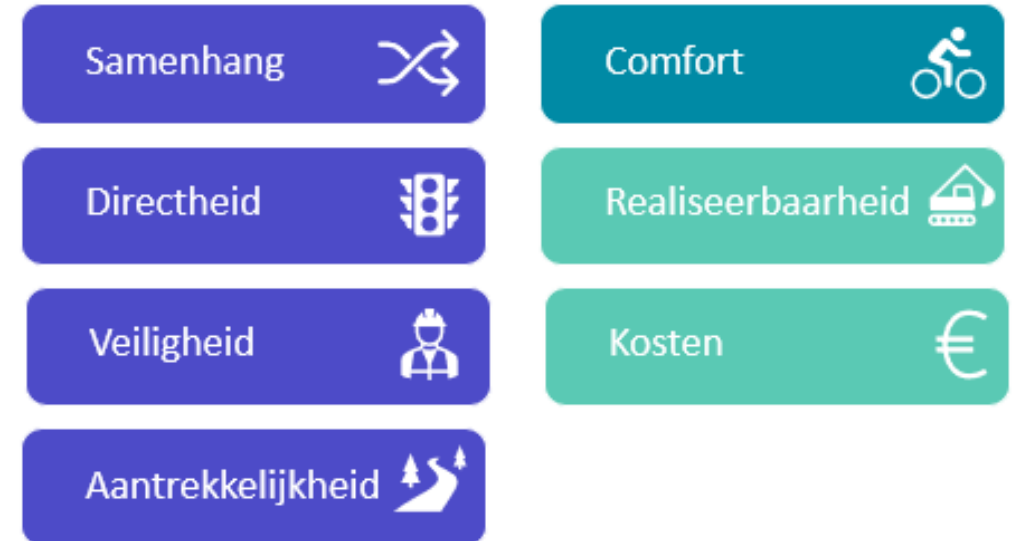 Samenhang
Directheid
Veiligheid
Aantrekkelijkheid
Comfort
Realiseerbaarheid
Kosten
€